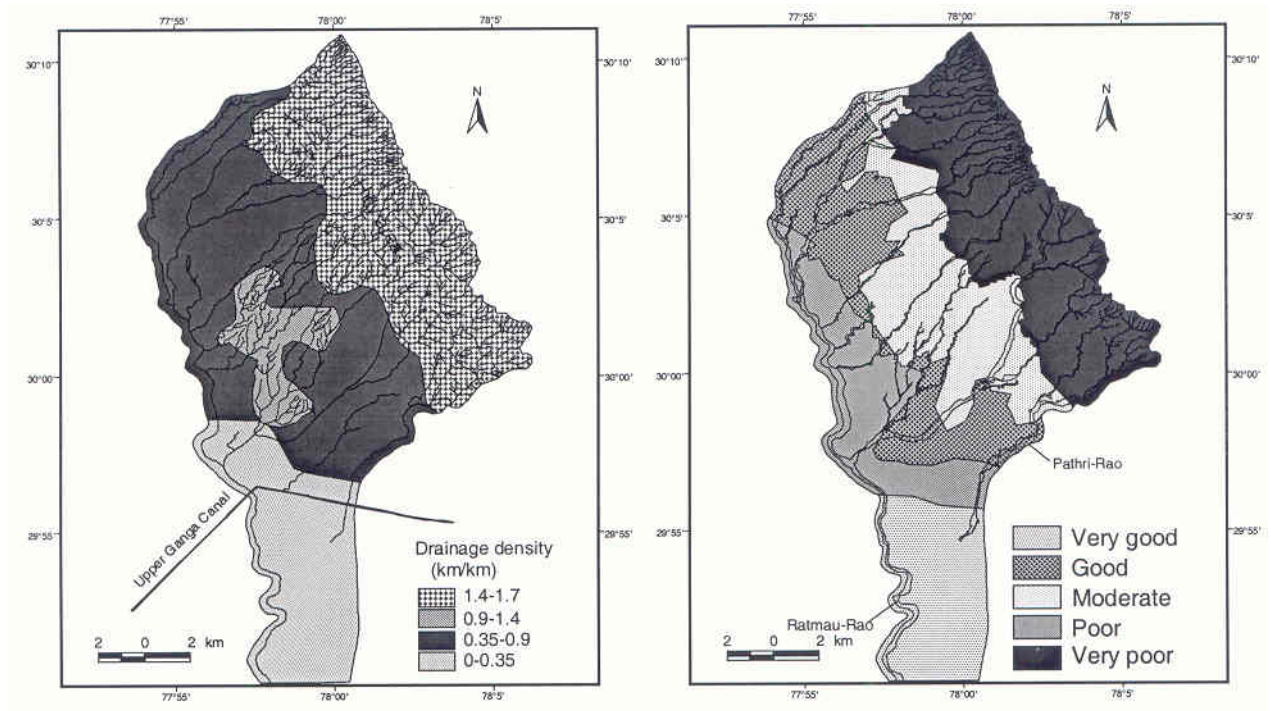 77°55'
78°00'
78°5'
30°10'
30°10'
N
30°5'
30°5'
30°00'
30°00'
29°55'
29°55'
Upper Ganga Canal
Drainage density
(km/km)
1.4-1.7
0.9-1.4
0.35-0.9
0-0.35
2 0 2 km
77°55'
78°00'
78°5'
77°55'
78°00'
78°5'
30°10'
30°10'
N
30°5'
30°5'
30°00'
30°00'
Pathri-Rao
29°55'
29°55'
Very good
Good
Moderate
Poor
Very poor
Ratmau-Rao
2 0 2 km
77°55'
78°00'
78°5'